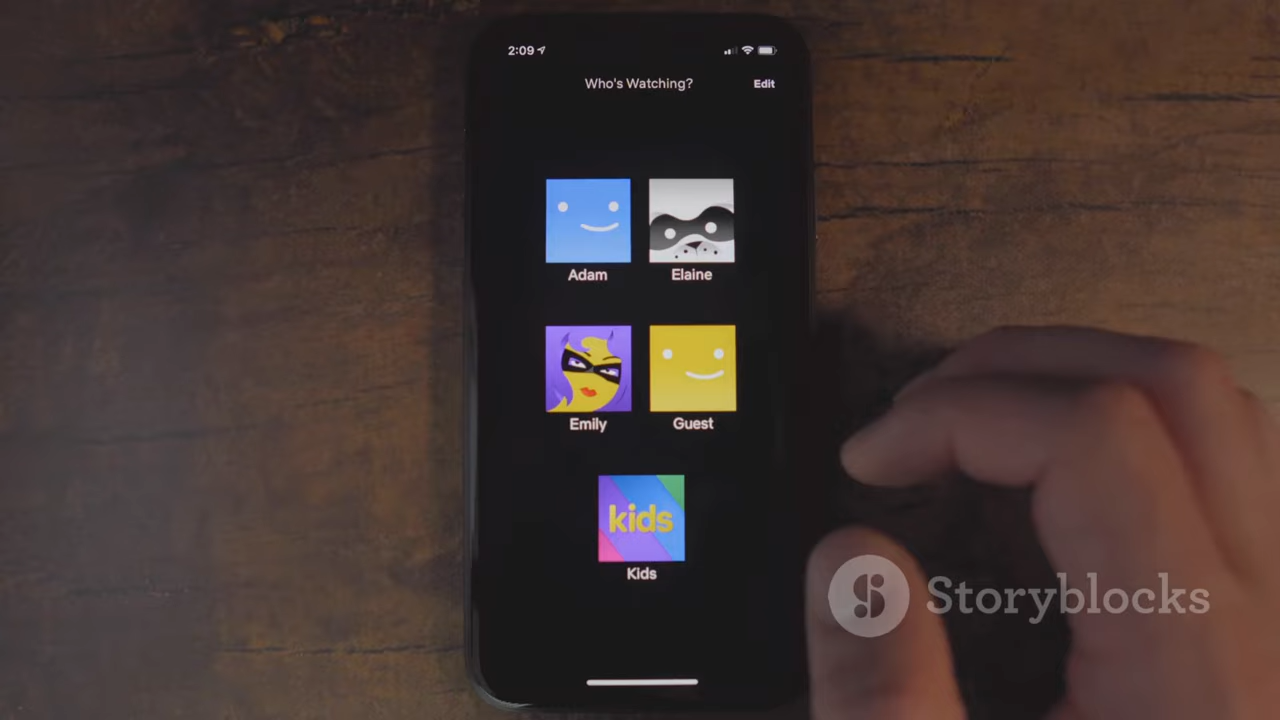 2:09
Who's Watching?
Edit
Adam
Elaine
Emily
Guest
kids
Kids
Storyblocks